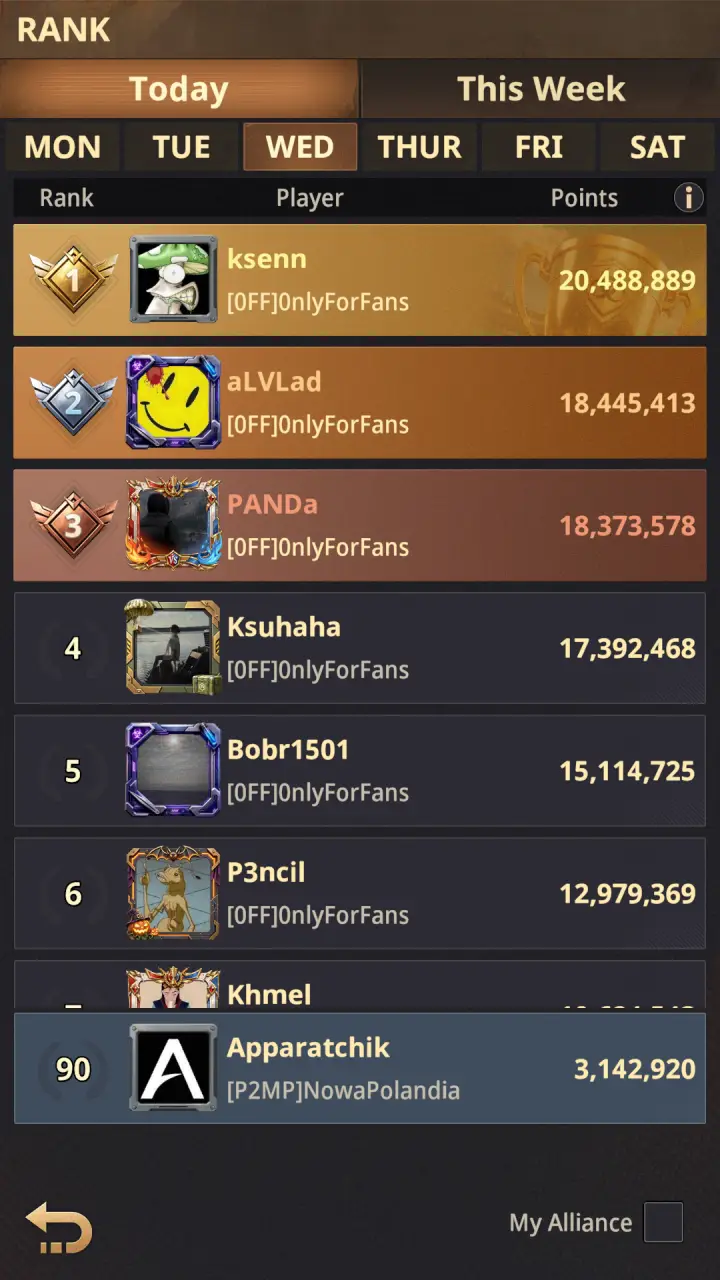 RANK
Today
This Week
MON
TUE
WED
THUR
FRI
SAT
Rank
Player
Points
1
ksenn
[0FF]0nlyForFans
20,488,889
2
aLVLad
[0FF]0nlyForFans
18,445,413
3
PANDa
[0FF]0nlyForFans
18,373,578
4
Ksuhaha
[0FF]0nlyForFans
17,392,468
5
Bobr1501
[0FF]0nlyForFans
15,114,725
6
P3ncil
[0FF]0nlyForFans
12,979,369
Khmel
90
Apparatchik
[P2MP]NowaPolandia
3,142,920
My Alliance